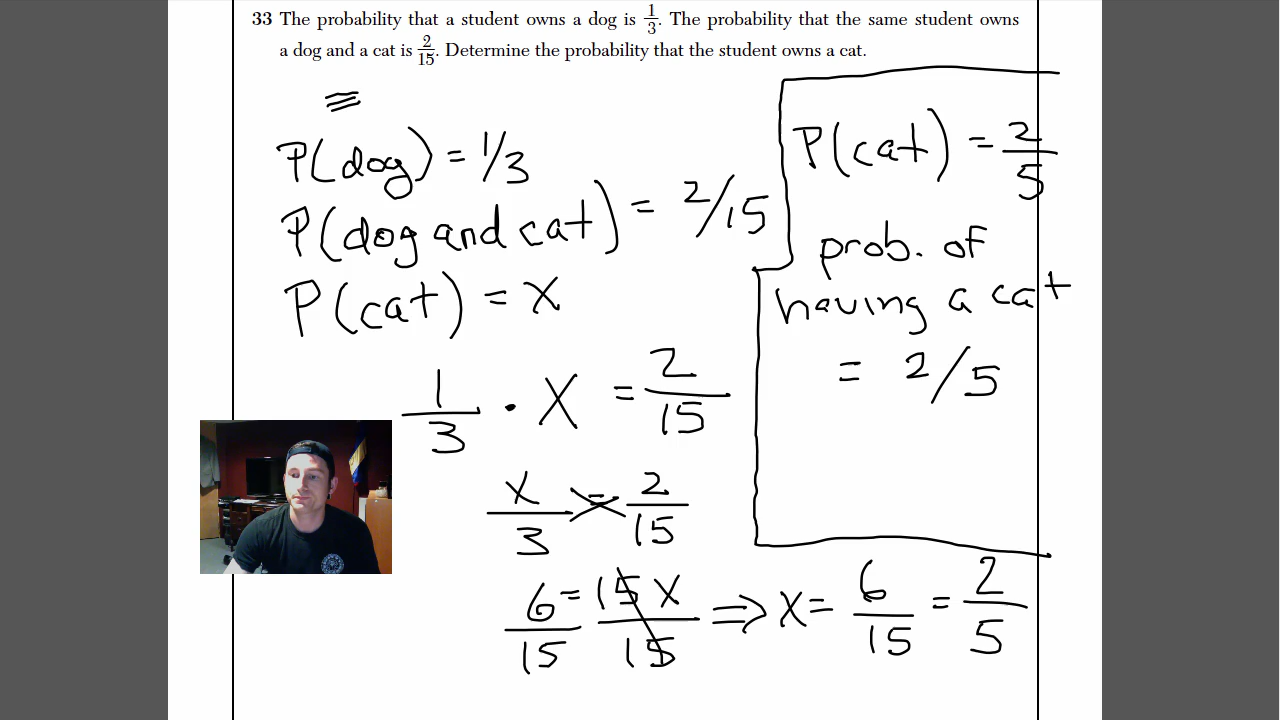 33 The probability that a student owns a dog is 1/3. The probability that the same student owns
a dog and a cat is 2/15. Determine the probability that the student owns a cat.
P(dog) = 1/3
P(dog and cat) = 2/15
P(cat) = x
1/3 · x = 2/15
x/3 = 2/15
6/15 = 15x/15 ⇒ x = 6/15 = 2/5
P(cat) = 2/5
prob. of
having a cat
= 2/5